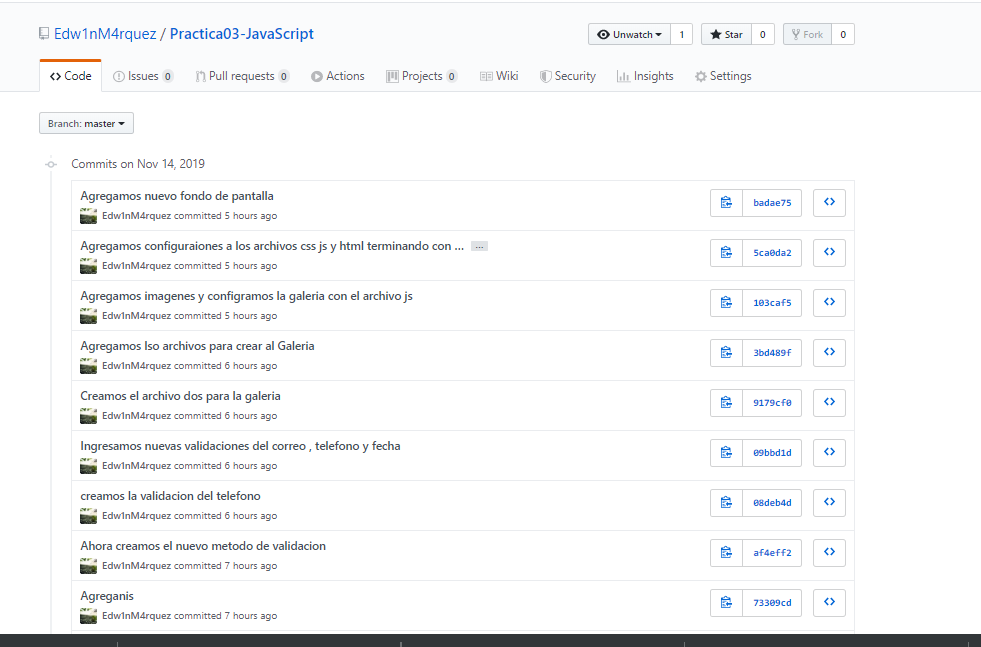 Edw1nM4rquez / Practica03-JavaScript
Unwatch 1 Star 0 Fork 0
Code Issues 0 Pull requests 0 Actions Projects 0 Wiki Security Insights Settings
Branch: master
Commits on Nov 14, 2019
Agregamos nuevo fondo de pantalla
Edw1nM4rquez committed 5 hours ago
badae75
Agregamos configuraiones a los archivos css js y html terminando con ... ...
Edw1nM4rquez committed 5 hours ago
5ca0da2
Agregamos imagenes y configramos la galeria con el archivo js
Edw1nM4rquez committed 5 hours ago
103caf5
Agregamos lso archivos para crear al Galeria
Edw1nM4rquez committed 6 hours ago
3bd489f
Creamos el archivo dos para la galeria
Edw1nM4rquez committed 6 hours ago
9179cf0
Ingresamos nuevas validaciones del correo , telefono y fecha
Edw1nM4rquez committed 6 hours ago
09bbd1d
creamos la validacion del telefono
Edw1nM4rquez committed 6 hours ago
08deb4d
Ahora creamos el nuevo metodo de validacion
Edw1nM4rquez committed 7 hours ago
af4eff2
Agreganis
Edw1nM4rquez committed 7 hours ago
73309cd